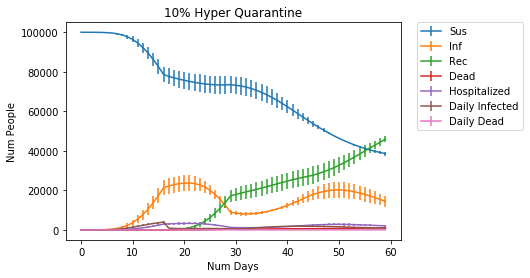 10% Hyper Quarantine
Num People
100000
80000
60000
40000
20000
0
0 10 20 30 40 50 60
Num Days
Sus
Inf
Rec
Dead
Hospitalized
Daily Infected
Daily Dead